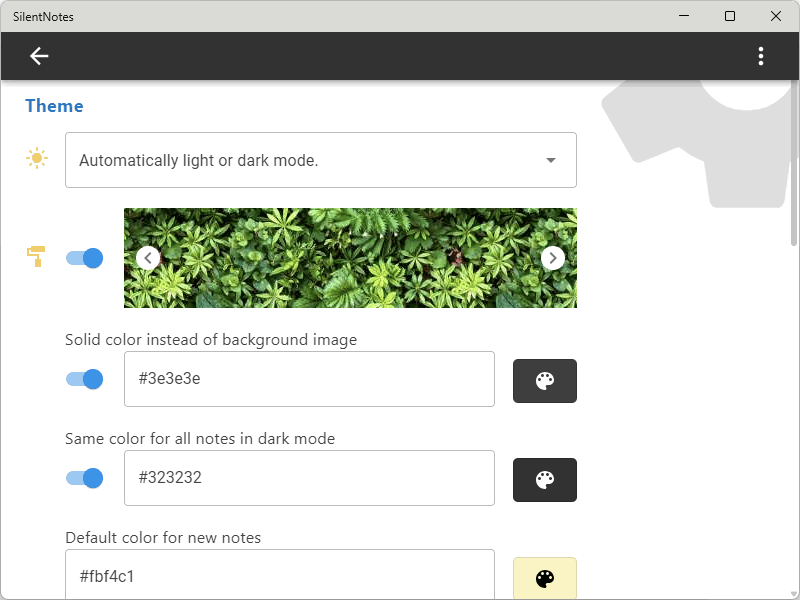 SilentNotes
Theme
Automatically light or dark mode.
Solid color instead of background image
#3e3e3e
Same color for all notes in dark mode
#323232
Default color for new notes
#fbf4c1